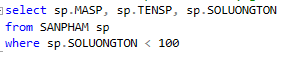 select sp.MASP, sp.TENSP, sp.SOLUONGTON
from SANPHAM sp
where sp.SOLUONGTON < 100